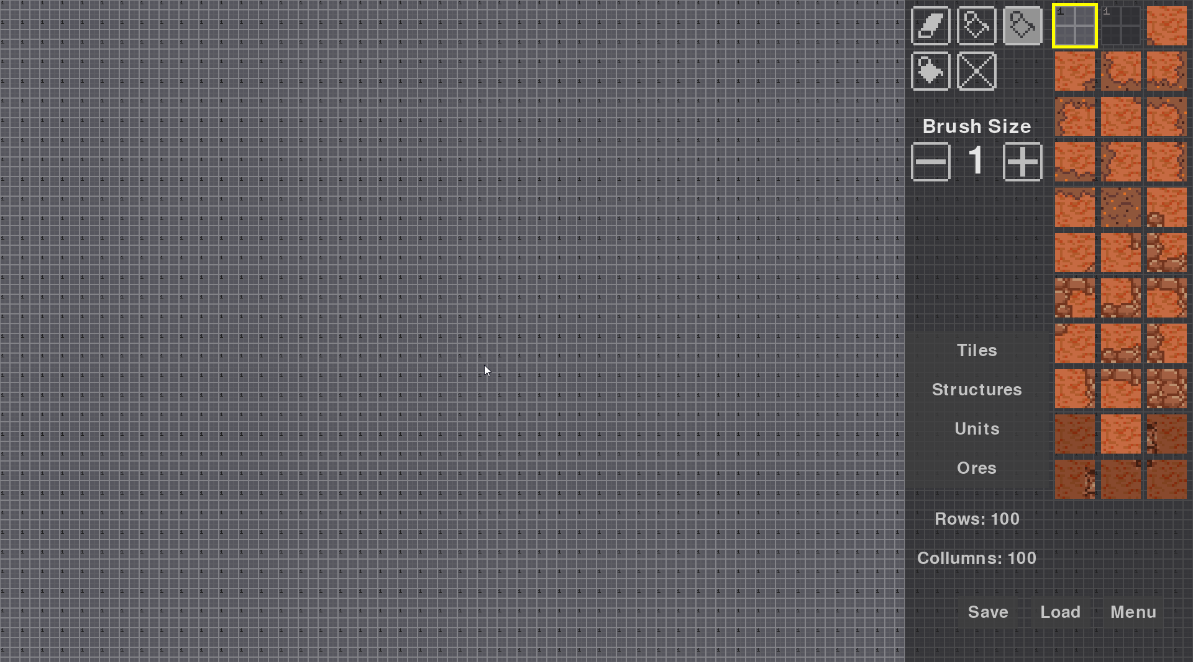 Brush Size
1
Tiles
Structures
Units
Ores
Rows: 100
Collumns: 100
Save
Load
Menu